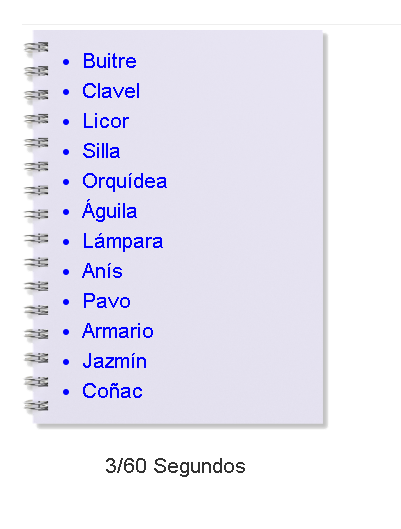 • Buitre
• Clavel
• Licor
• Silla
• Orquídea
• Águila
• Lámpara
• Anís
• Pavo
• Armario
• Jazmín
• Coñac
3/60 Segundos